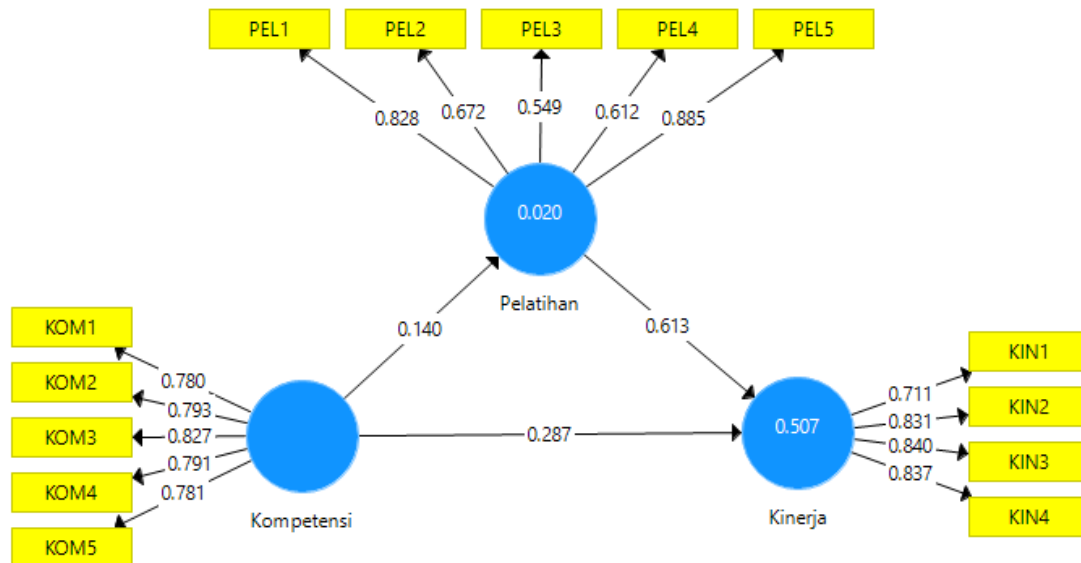 PEL1
PEL2
PEL3
PEL4
PEL5
0.828
0.672
0.549
0.612
0.885
0.020
Pelatihan
0.140
0.613
KOM1
KOM2
KOM3
KOM4
KOM5
0.780
0.793
0.827
0.791
0.781
Kompetensi
0.287
0.507
Kinerja
0.711
0.831
0.840
0.837
KIN1
KIN2
KIN3
KIN4